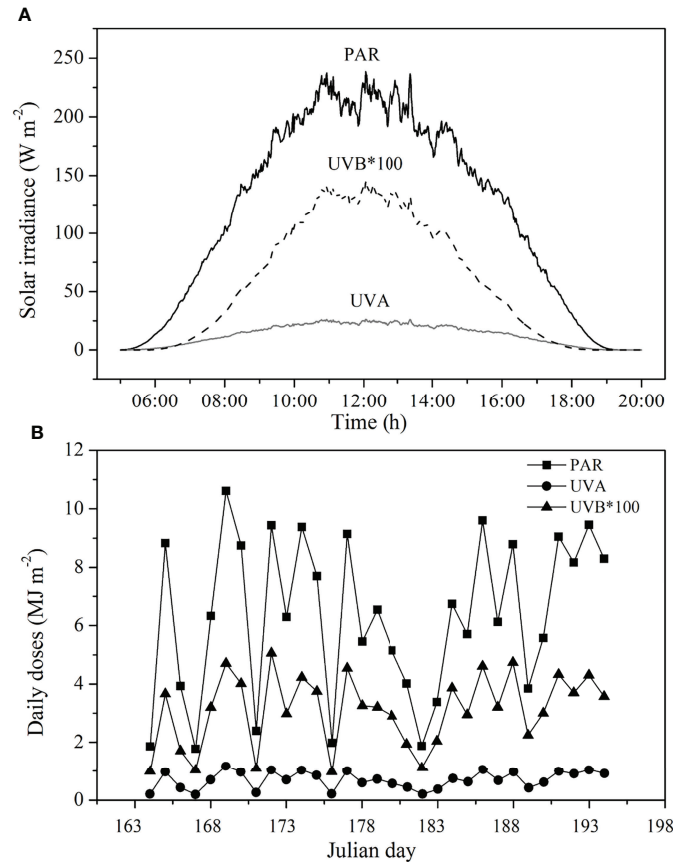 A
PAR
UVB*100
UVA
Solar irradiance (W m⁻²)
250
200
150
100
50
0
06:00 08:00 10:00 12:00 14:00 16:00 18:00 20:00
Time (h)
B
PAR
UVA
UVB*100
Daily doses (MJ m⁻²)
12
10
8
6
4
2
0
163 168 173 178 183 188 193 198
Julian day